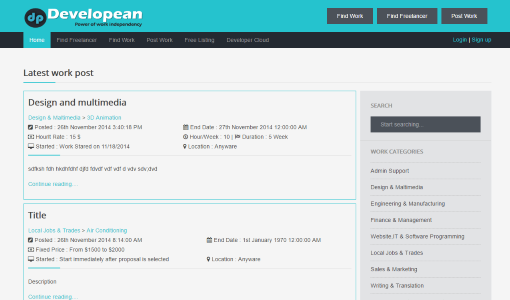 dp Developean
Power of work independency
Find Work
Find Freelancer
Post Work
Home
Find Freelancer
Find Work
Post Work
Free Listing
Developer Cloud
Login | Sign up
Latest work post
Design and multimedia
Design & Multimedia > 3D Animation
Posted : 26th November 2014 3:40:16 PM
End Date : 27th November 2014 12:00:00 AM
Hourl Rate : 15 $
Hour/Week : 10 | Duration : 5 Week
Started : Work Stared on 11/18/2014
Location : Anyware
sdfksh fdh hkdhfdhf djfd fdvdf vdf vdf d vdv sdv,dvd
Continue reading...
Title
Local Jobs & Trades > Air Conditioning
Posted : 26th November 2014 6:14:00 AM
End Date : 1st January 1970 12:00:00 AM
Fixed Price : From $1500 to $2000
Started : Start immediately after proposal is selected
Location : Anyware
Description
Continue reading...
SEARCH
Start searching...
WORK CATEGORIES
Admin Support
Design & Multimedia
Engineering & Manufacturing
Finance & Management
Website,IT & Software Programming
Local Jobs & Trades
Sales & Marketing
Writing & Translation